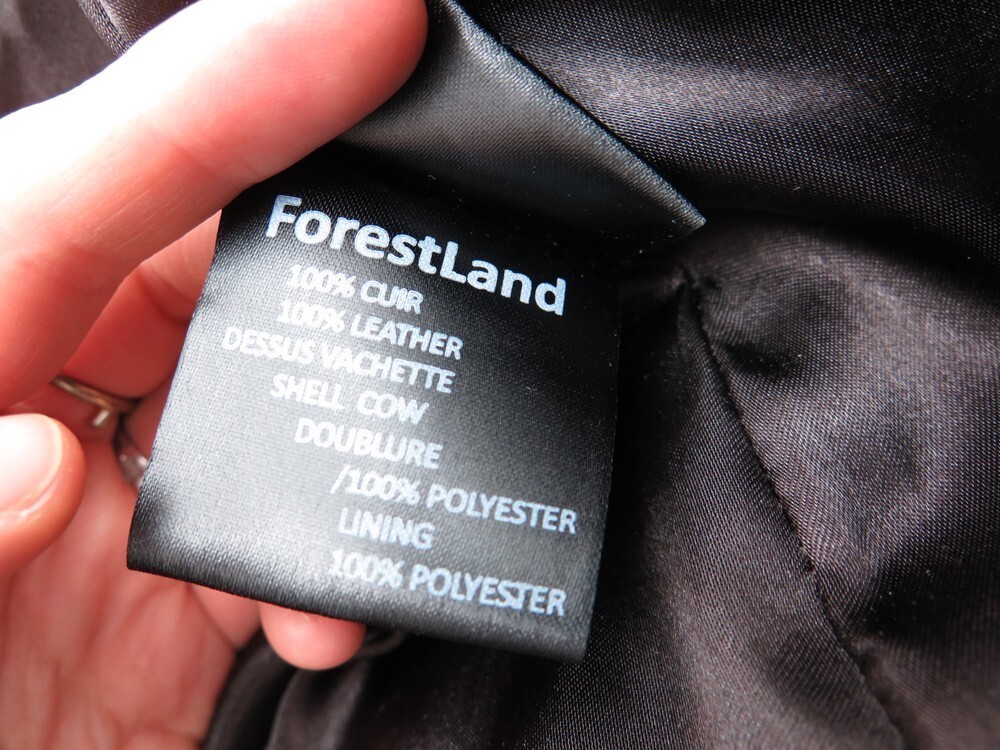 ForestLand
100% CUIR
100% LEATHER
DESSUS VACHETTE
SHELL COW
DOUBLURE
/100% POLYESTER
LINING
100% POLYESTER